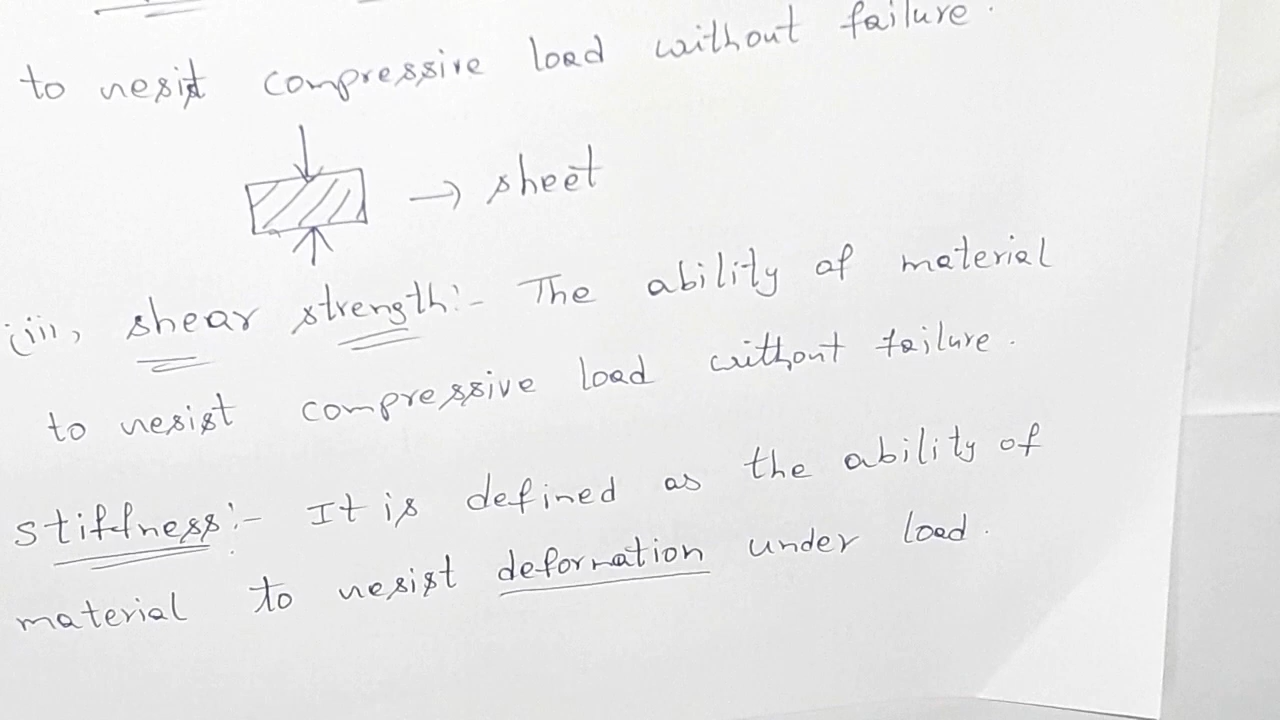 to resist compressive load without failure.
→ sheet
(iii, shear strength:- The ability of material
to resist compressive load without failure.
stiffness:- It is defined as the ability of
material to resist deformation under load.